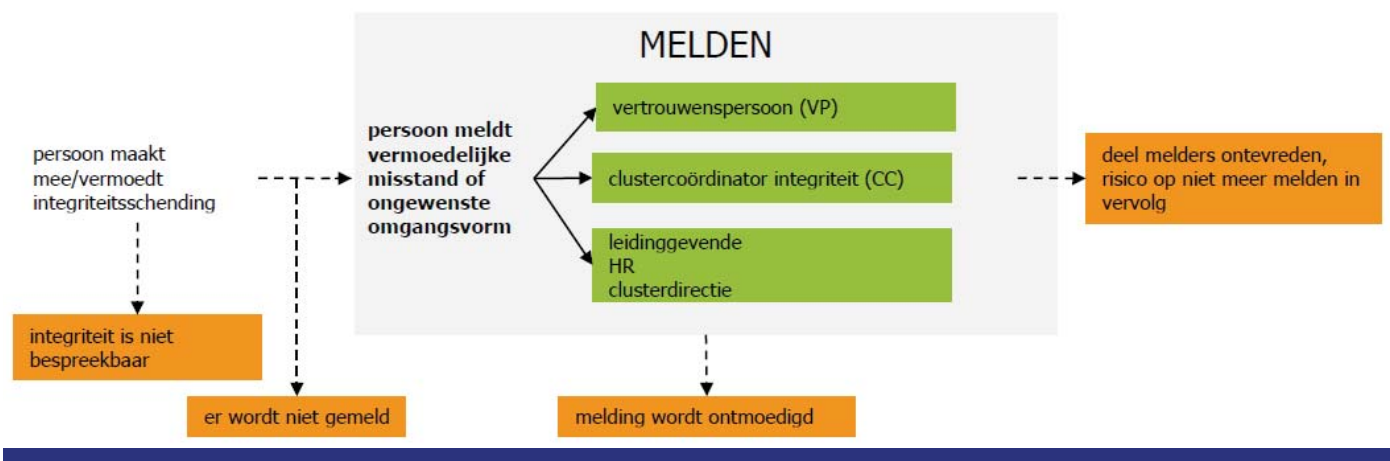 MELDEN
persoon maakt
mee/vermoedt
integriteitsschending
persoon meldt
vermoedelijke
misstand of
ongewenste
omgangsvorm
vertrouwenspersoon (VP)
clustercoördinator integriteit (CC)
leidinggevende
HR
clusterdirectie
deel melders ontevreden,
risico op niet meer melden in
vervolg
integriteit is niet
bespreekbaar
er wordt niet gemeld
melding wordt ontmoedigd